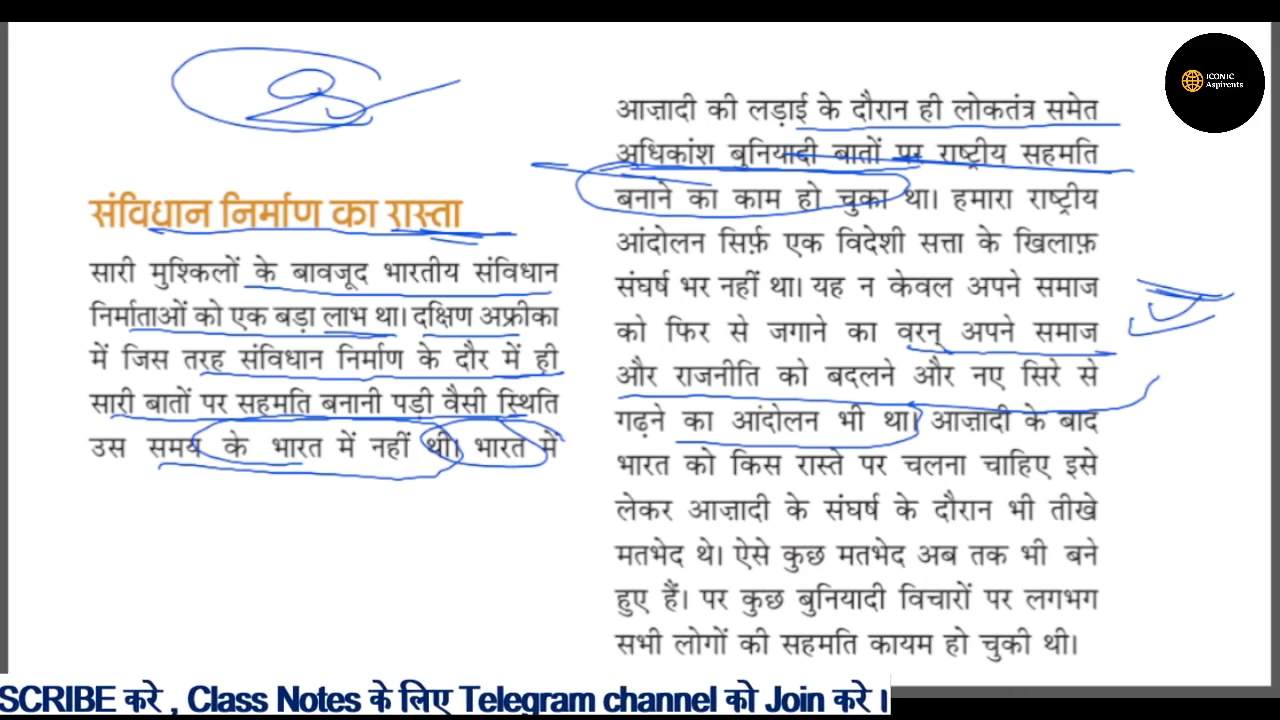 संविधान निर्माण का रास्ता
सारी मुश्किलों के बावजूद भारतीय संविधान
निर्माताओं को एक बड़ा लाभ था। दक्षिण अफ्रीका
में जिस तरह संविधान निर्माण के दौर में ही
सारी बातों पर सहमति बनानी पड़ी वैसी स्थिति
उस समय के भारत में नहीं थी। भारत में
आज़ादी की लड़ाई के दौरान ही लोकतंत्र समेत
अधिकांश बुनियादी बातों पर राष्ट्रीय सहमति
बनाने का काम हो चुका था। हमारा राष्ट्रीय
आंदोलन सिर्फ़ एक विदेशी सत्ता के खिलाफ़
संघर्ष भर नहीं था। यह न केवल अपने समाज
को फिर से जगाने का वरन् अपने समाज
और राजनीति को बदलने और नए सिरे से
गढ़ने का आंदोलन भी था। आज़ादी के बाद
भारत को किस रास्ते पर चलना चाहिए इसे
लेकर आज़ादी के संघर्ष के दौरान भी तीखे
मतभेद थे। ऐसे कुछ मतभेद अब तक भी बने
हुए हैं। पर कुछ बुनियादी विचारों पर लगभग
सभी लोगों की सहमति कायम हो चुकी थी।
ICONIC
Aspirents
SCRIBE करे , Class Notes के लिए Telegram channel को Join करे ।